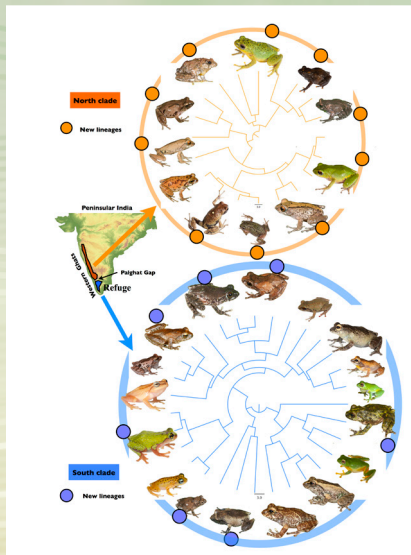 North clade
New lineages
Peninsular India
Western Ghats
Palghat Gap
Refuge
South clade
New lineages